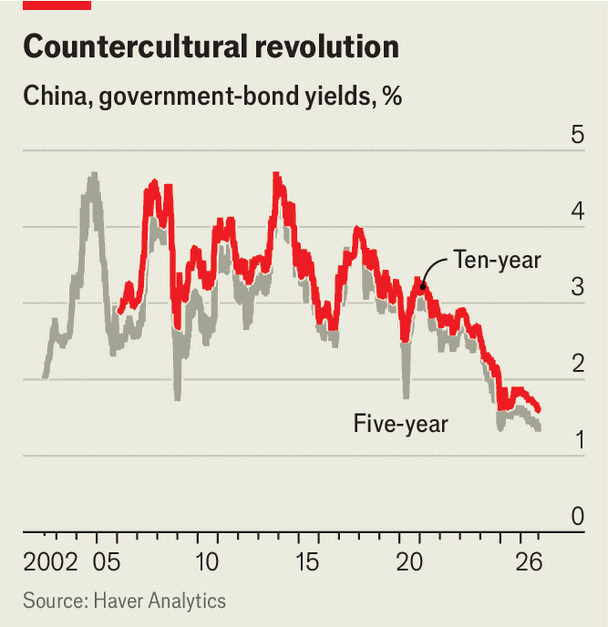 Countercultural revolution
China, government-bond yields, %
5
4
Ten-year
3
2
Five-year
1
0
2002 05 10 15 20 26
Source: Haver Analytics